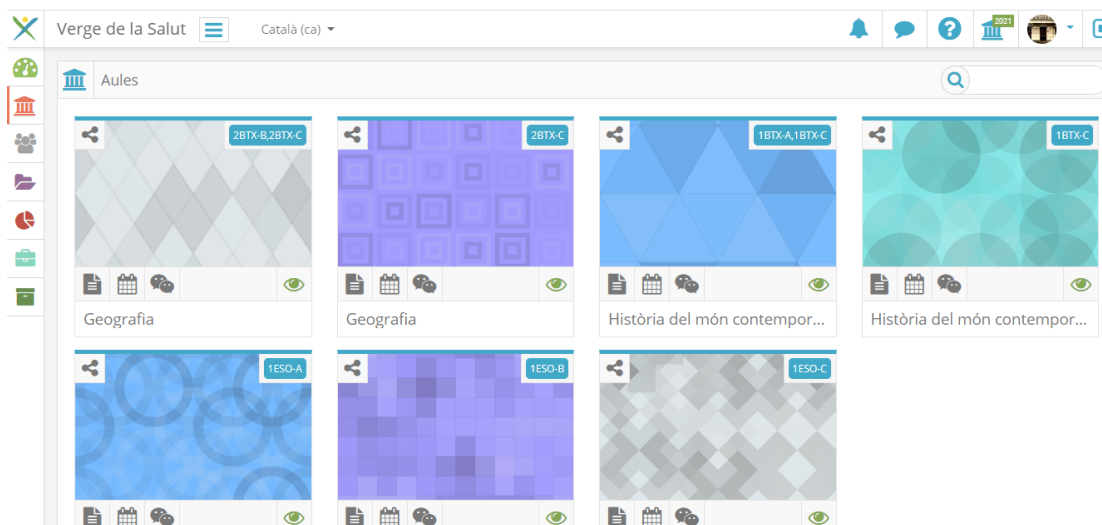 Verge de la Salut
Català (ca)
2021
Aules
2BTX-B,2BTX-C
2BTX-C
1BTX-A,1BTX-C
1BTX-C
Geografia
Geografia
Història del món contempor...
Història del món contempor...
1ESO-A
1ESO-B
1ESO-C